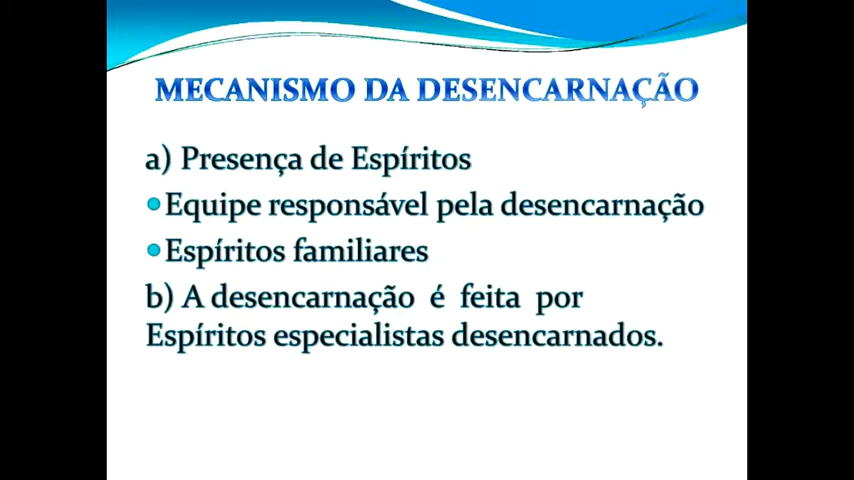 MECANISMO DA DESENCARNAÇÃO
a) Presença de Espíritos
Equipe responsável pela desencarnação
Espíritos familiares
b) A desencarnação é feita por
Espíritos especialistas desencarnados.